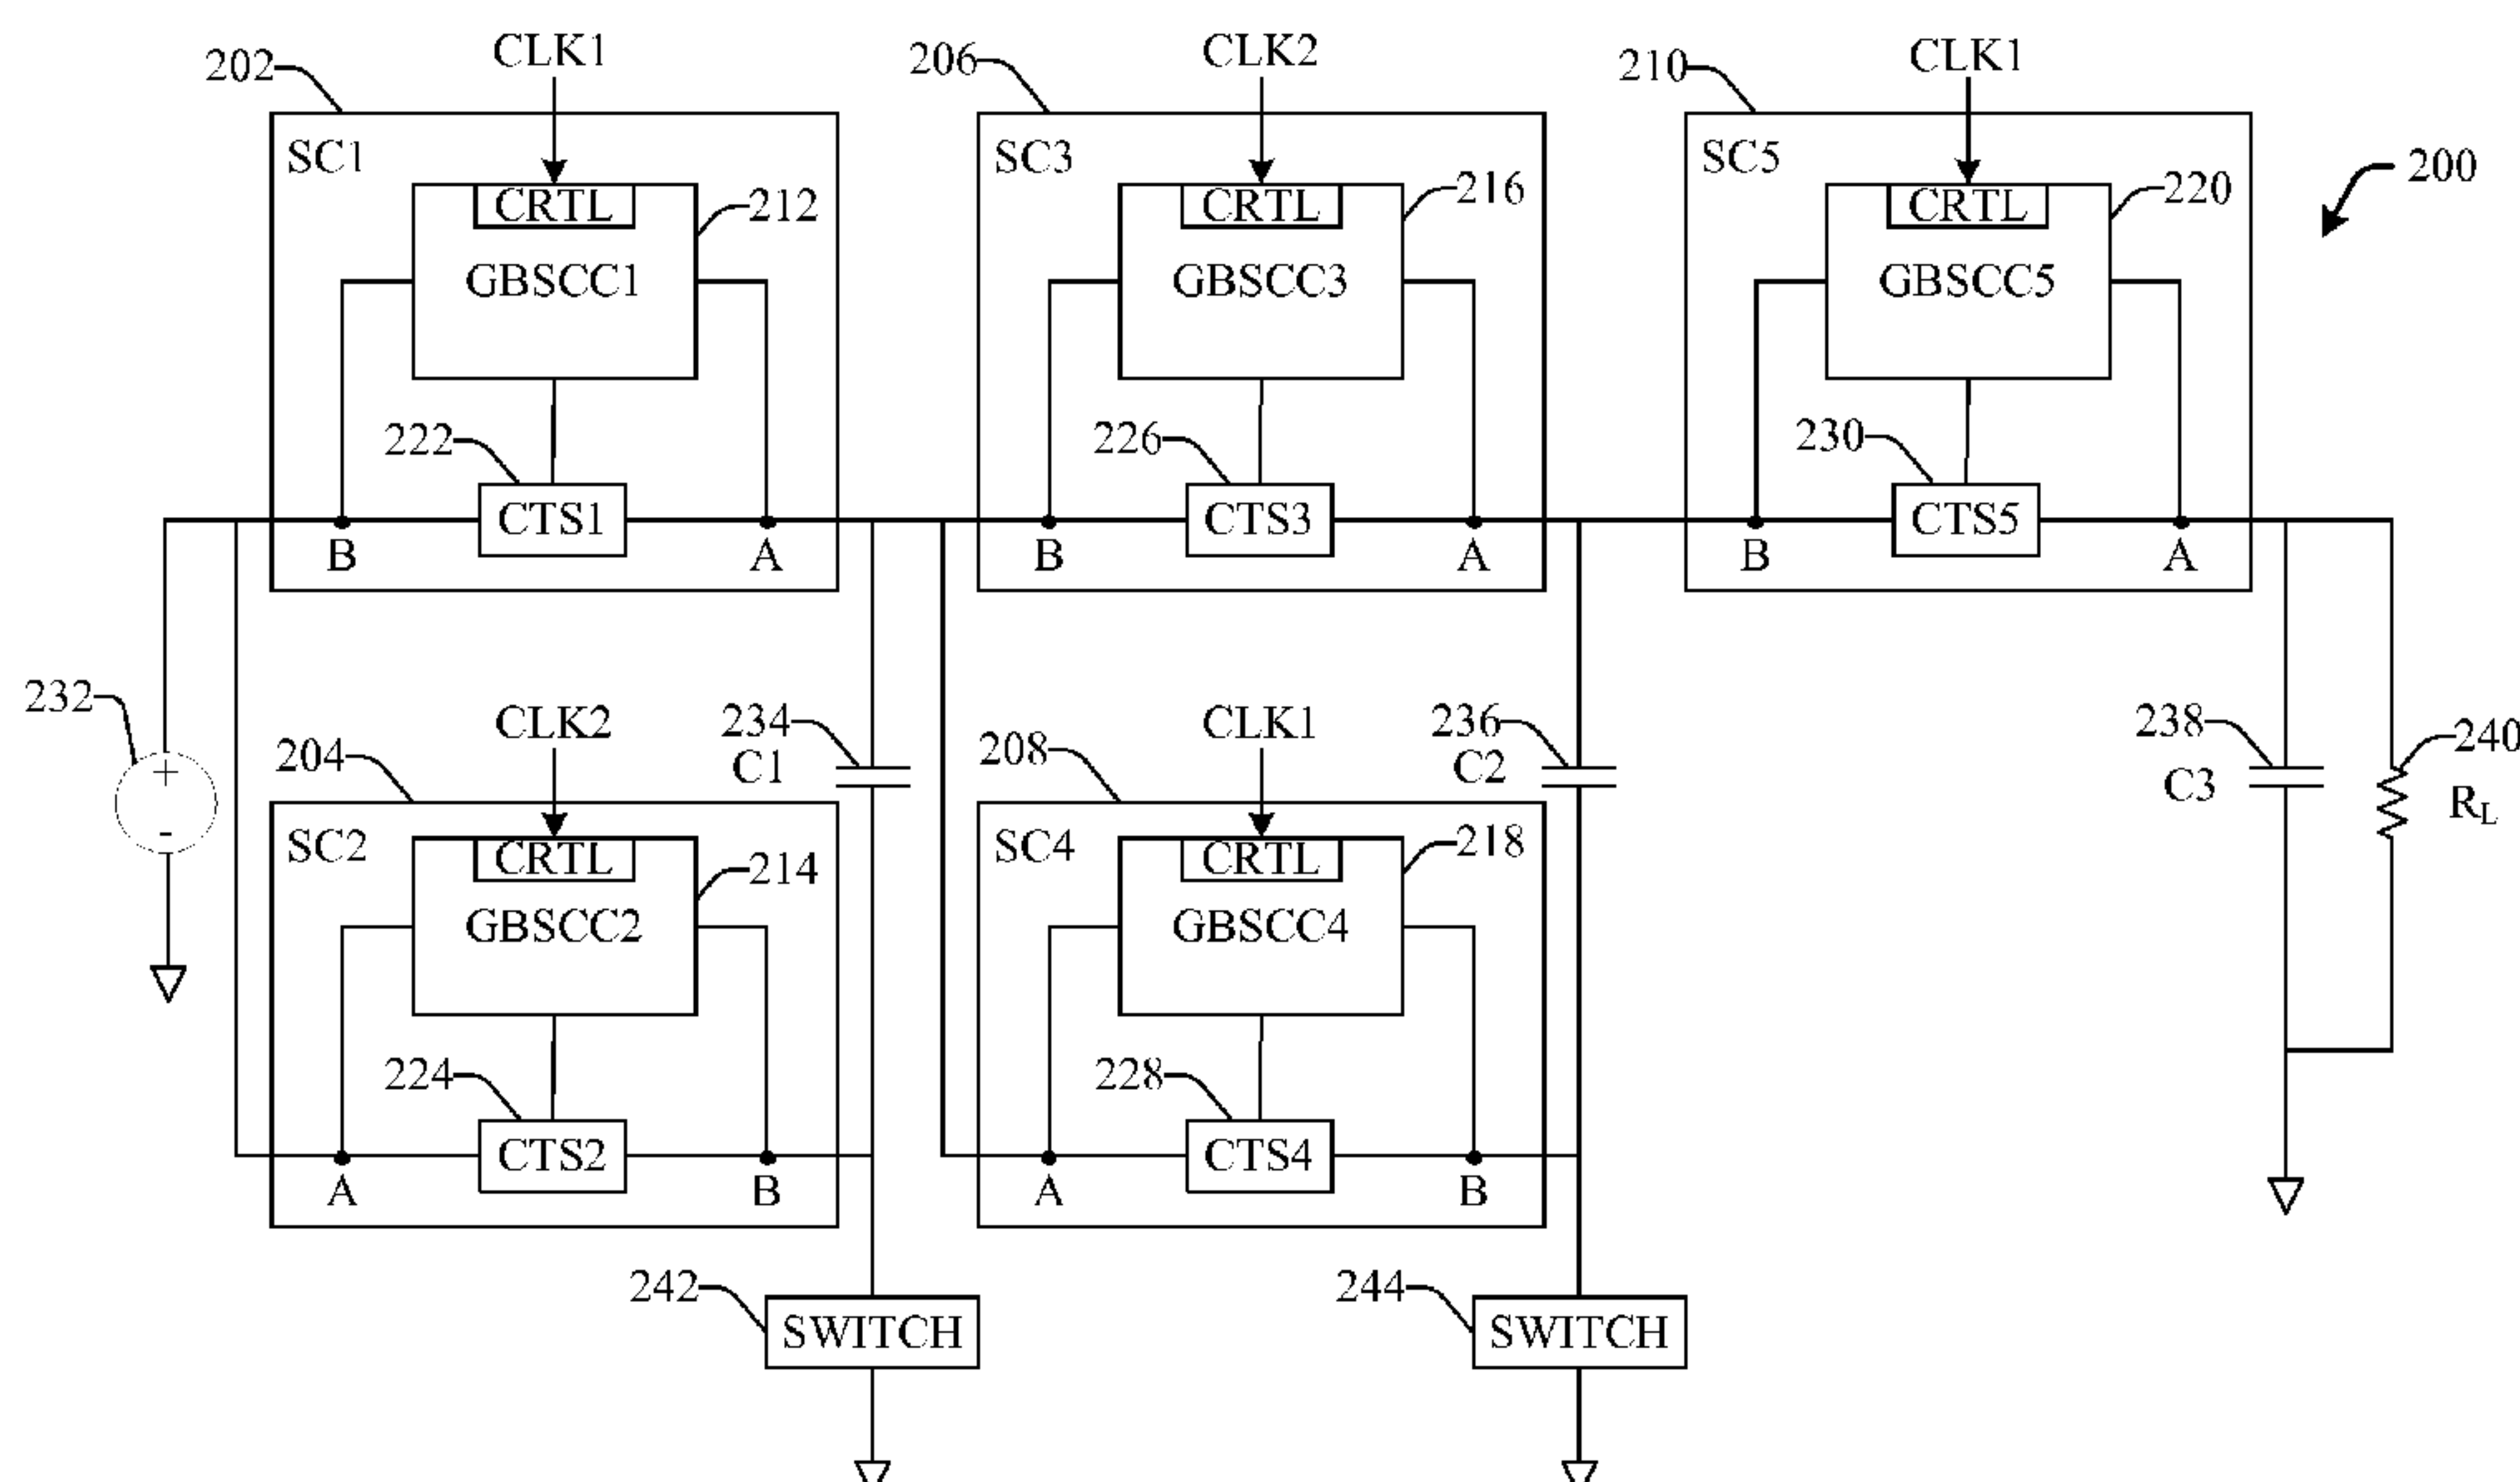 202
CLK1
206
CLK2
210
CLK1
200
SC1
CRTL
212
GBSCC1
222
CTS1
B
A
SC3
CRTL
216
GBSCC3
226
CTS3
B
A
SC5
CRTL
220
GBSCC5
230
CTS5
B
A
232
+
-
204
CLK2
234
C1
208
CLK1
236
C2
238
C3
240
RL
SC2
CRTL
214
GBSCC2
224
CTS2
A
B
SC4
CRTL
218
GBSCC4
228
CTS4
A
B
242
SWITCH
244
SWITCH